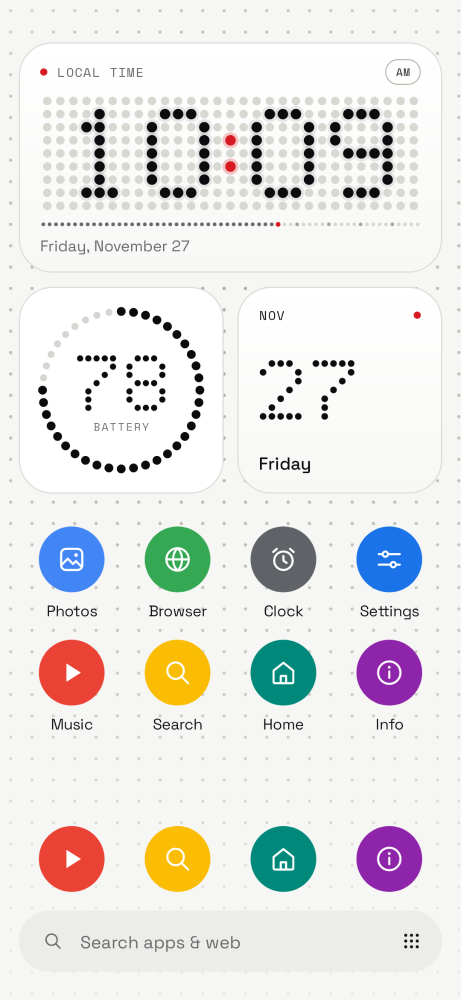 LOCAL TIME
AM
10:09
Friday, November 27
78
BATTERY
NOV
27
Friday
Photos
Browser
Clock
Settings
Music
Search
Home
Info
Search apps & web